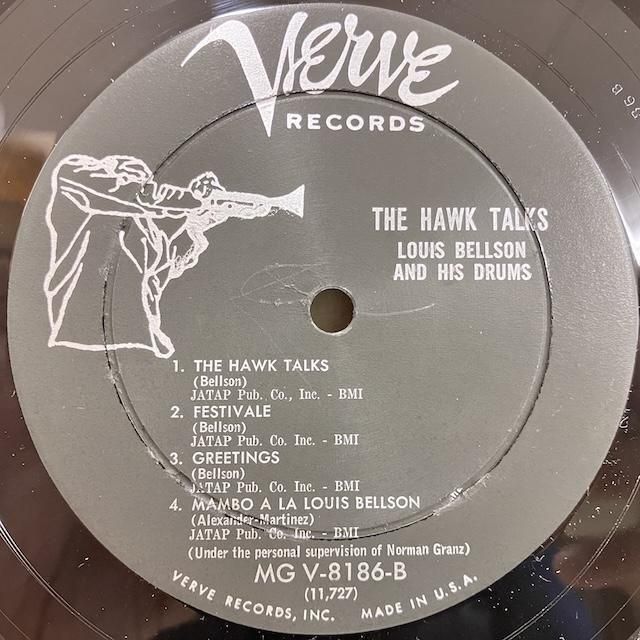 Verve
RECORDS
THE HAWK TALKS
LOUIS BELLSON
AND HIS DRUMS
1. THE HAWK TALKS
(Bellson)
JATAP Pub. Co., Inc. - BMI
2. FESTIVALE
(Bellson)
JATAP Pub. Co. Inc. - BMI
3. GREETINGS
(Bellson)
JATAP Pub. Co. Inc. - BMI
4. MAMBO A LA LOUIS BELLSON
(Alexander-Martinez)
JATAP Pub. Co. Inc. - BMI
(Under the personal supervision of Norman Granz)
MG V-8186-B
(11,727)
VERVE RECORDS, INC. MADE IN U.S.A.